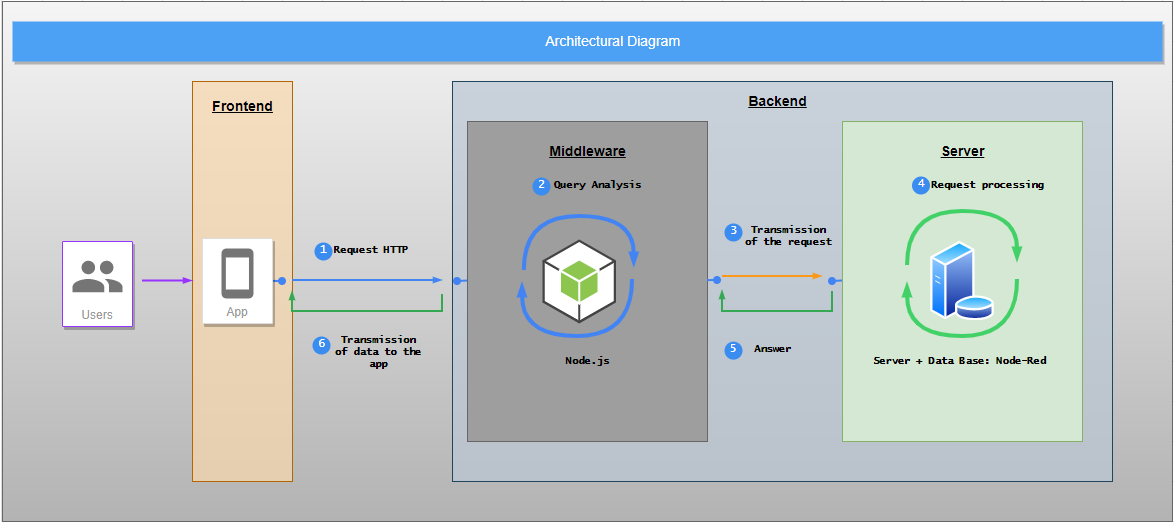 Architectural Diagram
Frontend
Backend
Middleware
Server
2 Query Analysis
4 Request processing
1 Request HTTP
3 Transmission
of the request
Users
App
6 Transmission
of data to the
app
5 Answer
Node.js
Server + Data Base: Node-Red